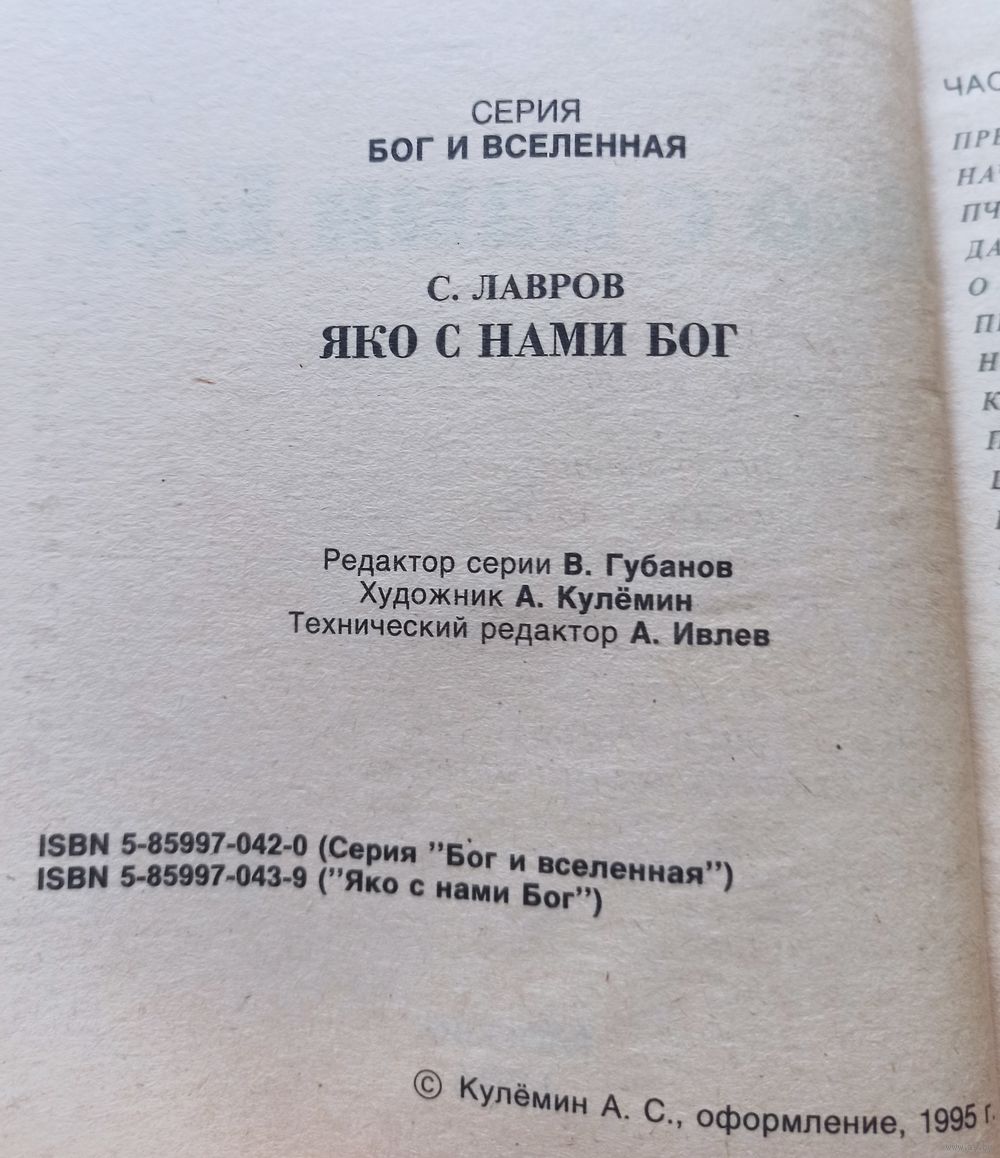 СЕРИЯ
БОГ И ВСЕЛЕННАЯ
С. ЛАВРОВ
ЯКО С НАМИ БОГ
Редактор серии В. Губанов
Художник А. Кулёмин
Технический редактор А. Ивлев
ISBN 5-85997-042-0 (Серия "Бог и вселенная")
ISBN 5-85997-043-9 ("Яко с нами Бог")
© Кулёмин А. С., оформление, 1995 г.